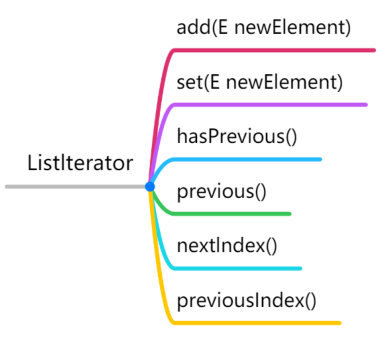 add(E newElement)
set(E newElement)
hasPrevious()
ListIterator
previous()
nextIndex()
previousIndex()